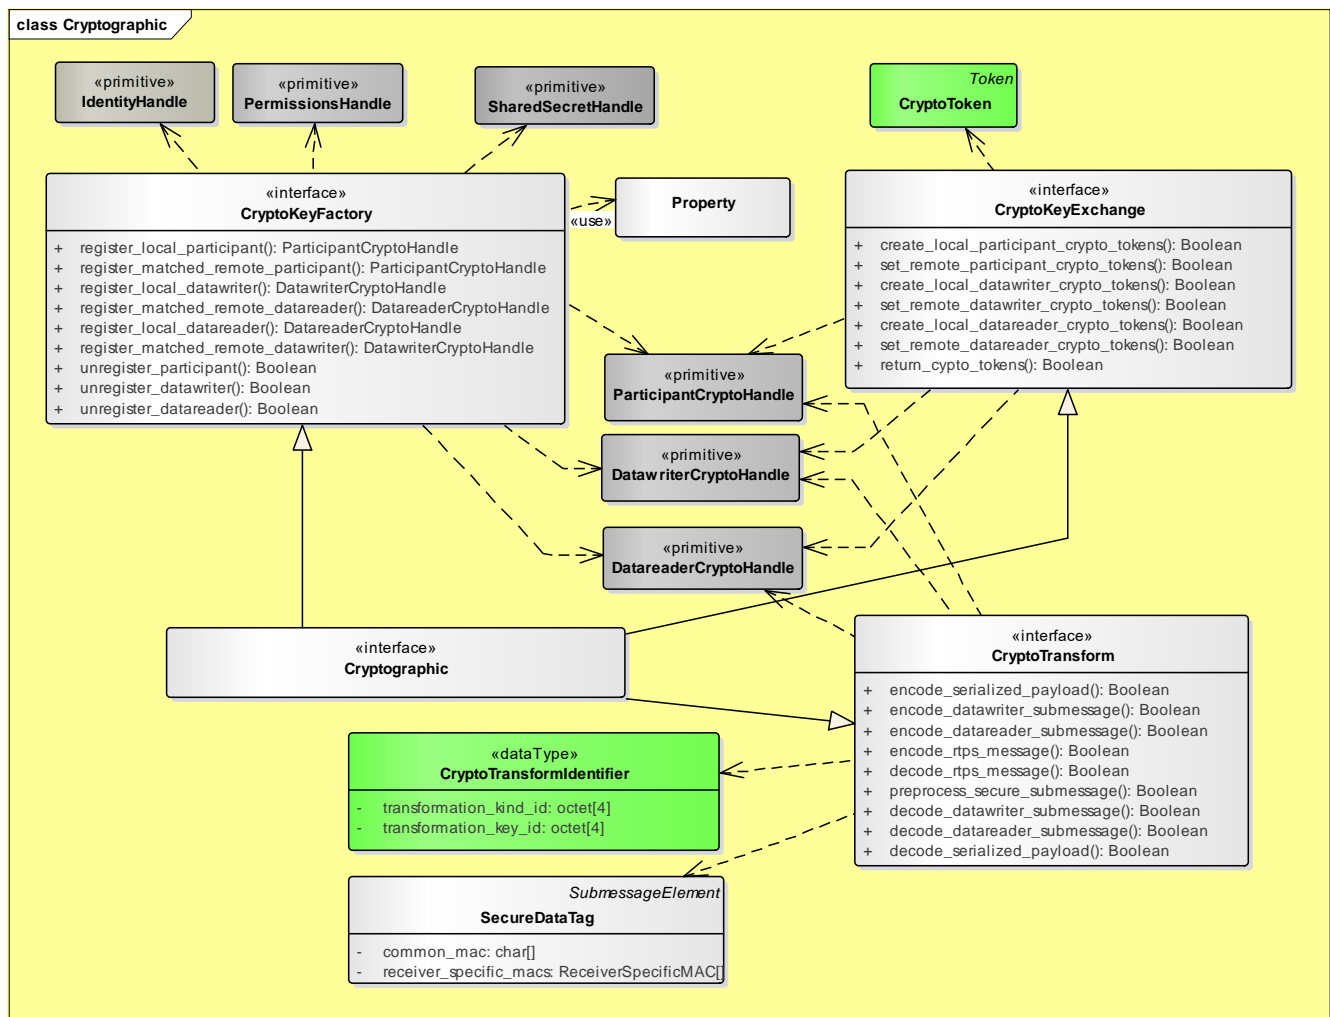 class Cryptographic
«primitive»
IdentityHandle
«primitive»
PermissionsHandle
«primitive»
SharedSecretHandle
Token
CryptoToken
«interface»
CryptoKeyFactory
+ register_local_participant(): ParticipantCryptoHandle
+ register_matched_remote_participant(): ParticipantCryptoHandle
+ register_local_datawriter(): DatawriterCryptoHandle
+ register_matched_remote_datareader(): DatareaderCryptoHandle
+ register_local_datareader(): DatareaderCryptoHandle
+ register_matched_remote_datawriter(): DatawriterCryptoHandle
+ unregister_participant(): Boolean
+ unregister_datawriter(): Boolean
+ unregister_datareader(): Boolean
«use»
Property
«interface»
CryptoKeyExchange
+ create_local_participant_crypto_tokens(): Boolean
+ set_remote_participant_crypto_tokens(): Boolean
+ create_local_datawriter_crypto_tokens(): Boolean
+ set_remote_datawriter_crypto_tokens(): Boolean
+ create_local_datareader_crypto_tokens(): Boolean
+ set_remote_datareader_crypto_tokens(): Boolean
+ return_cypto_tokens(): Boolean
«primitive»
ParticipantCryptoHandle
«primitive»
DatawriterCryptoHandle
«primitive»
DatareaderCryptoHandle
«interface»
Cryptographic
«interface»
CryptoTransform
+ encode_serialized_payload(): Boolean
+ encode_datawriter_submessage(): Boolean
+ encode_datareader_submessage(): Boolean
+ encode_rtps_message(): Boolean
+ decode_rtps_message(): Boolean
+ preprocess_secure_submessage(): Boolean
+ decode_datawriter_submessage(): Boolean
+ decode_datareader_submessage(): Boolean
+ decode_serialized_payload(): Boolean
«dataType»
CryptoTransformIdentifier
- transformation_kind_id: octet[4]
- transformation_key_id: octet[4]
SubmessageElement
SecureDataTag
- common_mac: char[]
- receiver_specific_macs: ReceiverSpecificMAC[]